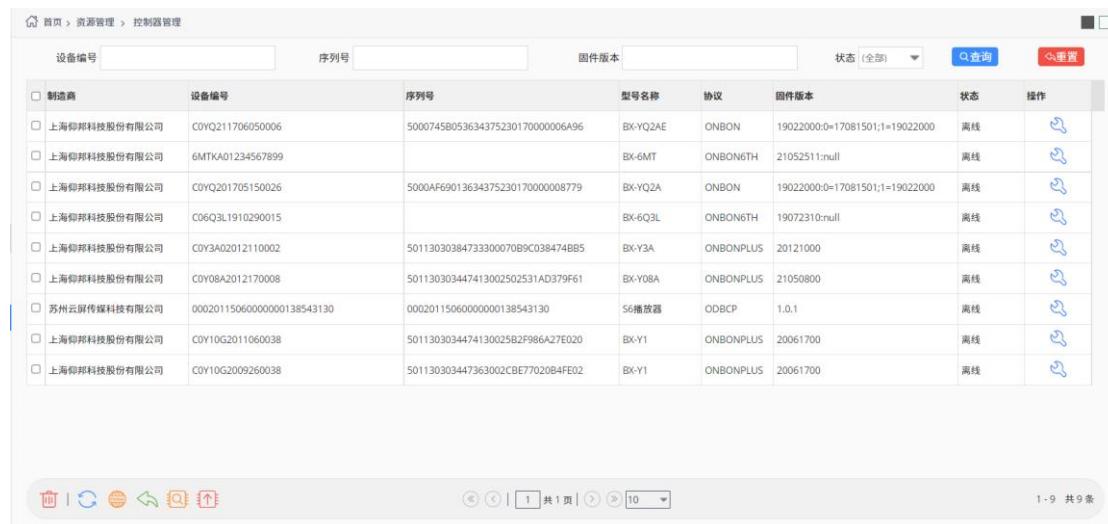 首页 > 资源管理 > 控制器管理
设备编号 序列号 固件版本 状态 (全部) 查询 重置
制造商 设备编号 序列号 型号名称 协议 固件版本 状态 操作
上海仰邦科技股份有限公司 C0YQ211706050006 5000745B053634375230170000006A96 BX-YQ2AE ONBON 19022000:0=17081501;1=19022000 离线
上海仰邦科技股份有限公司 6MTKA01234567899 BX-6MT ONBON6TH 21052511:null 离线
上海仰邦科技股份有限公司 C0YQ201705150026 5000AF69013634375230170000008779 BX-YQ2A ONBON 19022000:0=17081501;1=19022000 离线
上海仰邦科技股份有限公司 C06Q3L1910290015 BX-6Q3L ONBON6TH 19072310:null 离线
上海仰邦科技股份有限公司 C0Y3A02012110002 50113030384733300070B9C038474BB5 BX-Y3A ONBONPLUS 20121000 离线
上海仰邦科技股份有限公司 C0Y08A2012170008 501130303447413002502531AD379F61 BX-Y08A ONBONPLUS 21050800 离线
苏州云屏传媒科技有限公司 00020115060000000138543130 00020115060000000138543130 S6播放器 ODBCP 1.0.1 离线
上海仰邦科技股份有限公司 C0Y10G2011060038 5011303034474130025B2F986A27E020 BX-Y1 ONBONPLUS 20061700 离线
上海仰邦科技股份有限公司 C0Y10G2009260038 501130303447363002CBE77020B4FE02 BX-Y1 ONBONPLUS 20061700 离线
1 共1页 10 1-9 共9条